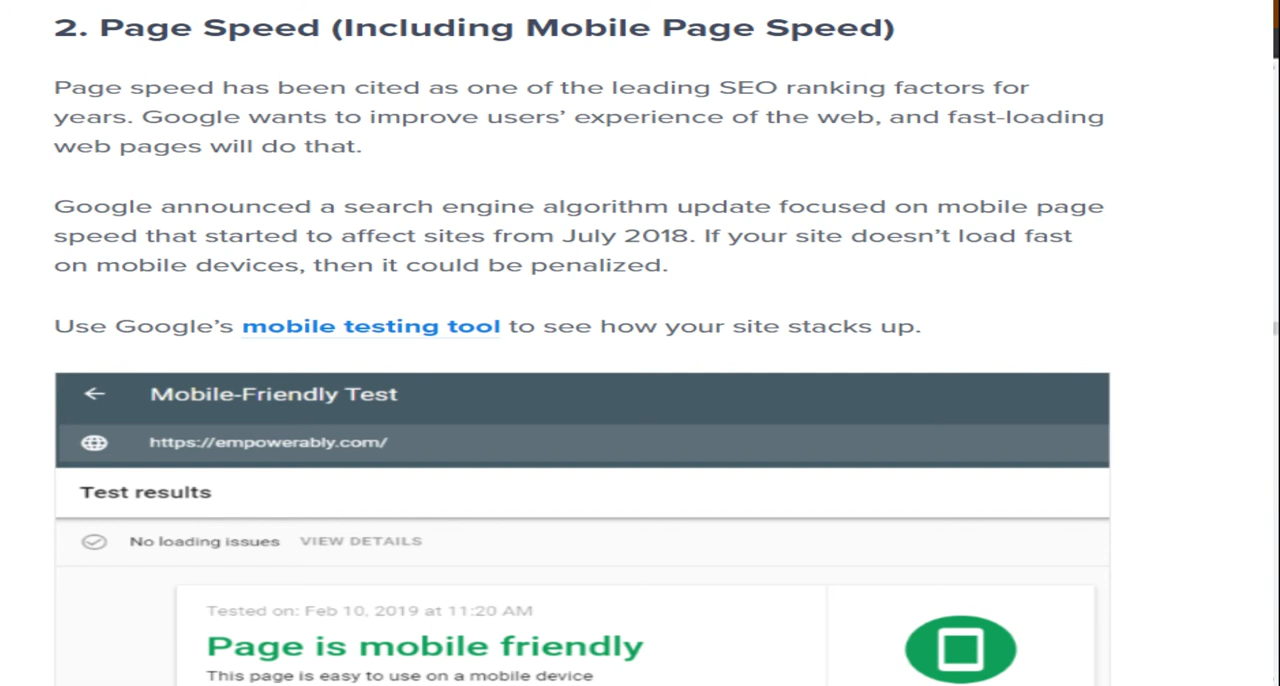 2. Page Speed (Including Mobile Page Speed)
Page speed has been cited as one of the leading SEO ranking factors for
years. Google wants to improve users’ experience of the web, and fast-loading
web pages will do that.
Google announced a search engine algorithm update focused on mobile page
speed that started to affect sites from July 2018. If your site doesn’t load fast
on mobile devices, then it could be penalized.
Use Google’s mobile testing tool to see how your site stacks up.
Mobile-Friendly Test
https://empowerably.com/
Test results
No loading issues VIEW DETAILS
Tested on: Feb 10, 2019 at 11:20 AM
Page is mobile friendly
This page is easy to use on a mobile device